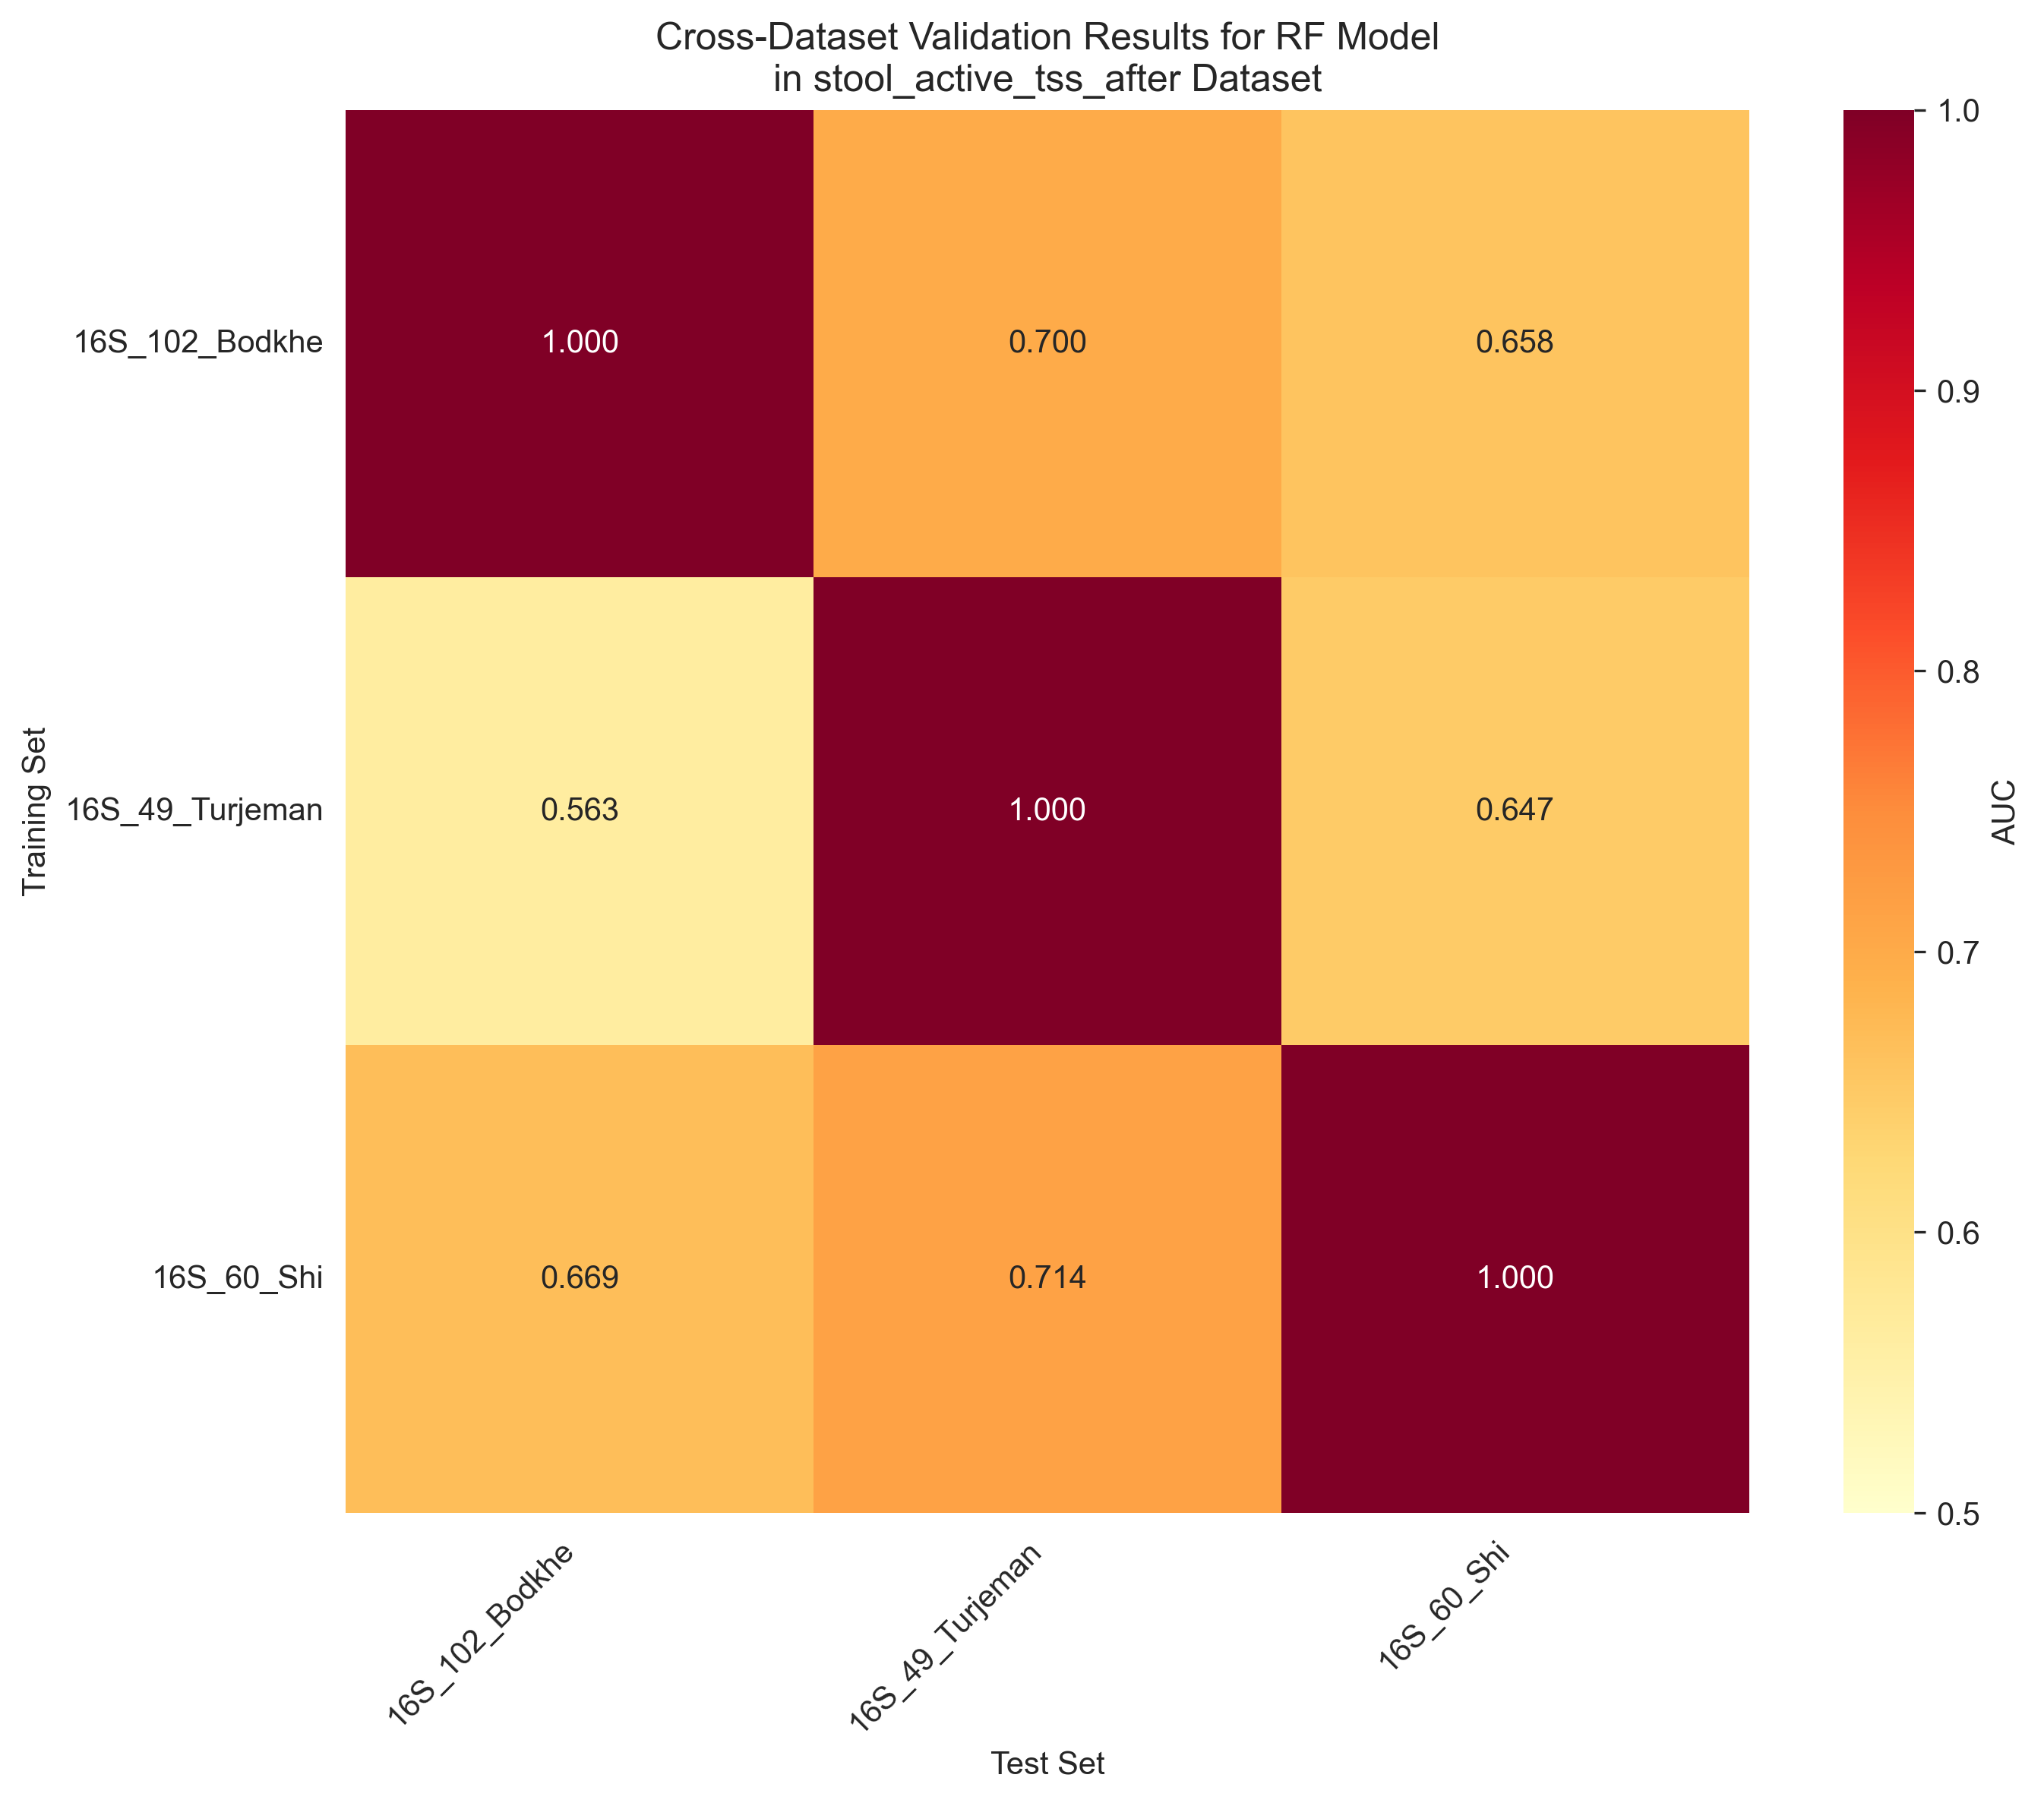 Cross-Dataset Validation Results for RF Model
in stool_active_tss_after Dataset
Training Set
16S_102_Bodkhe
1.000 0.700 0.658
16S_49_Turjeman
0.563 1.000 0.647
16S_60_Shi
0.669 0.714 1.000
16S_102_Bodkhe
16S_49_Turjeman
16S_60_Shi
Test Set
1.0
0.9
0.8
0.7
0.6
0.5
AUC